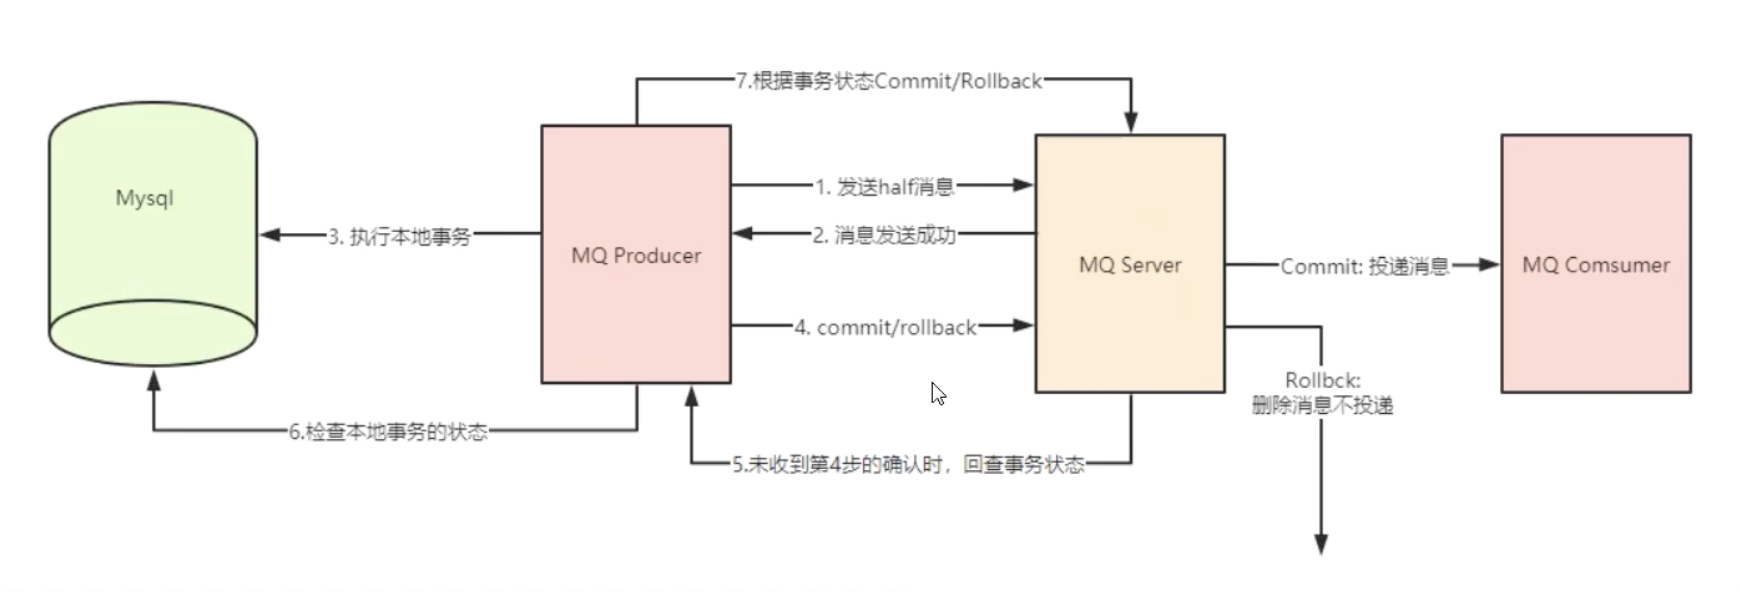 7.根据事务状态Commit/Rollback
Mysql
1. 发送half消息
3. 执行本地事务
2. 消息发送成功
MQ Producer
MQ Server
Commit: 投递消息
MQ Comsumer
4. commit/rollback
Rollbck:
删除消息不投递
6.检查本地事务的状态
5.未收到第4步的确认时，回查事务状态